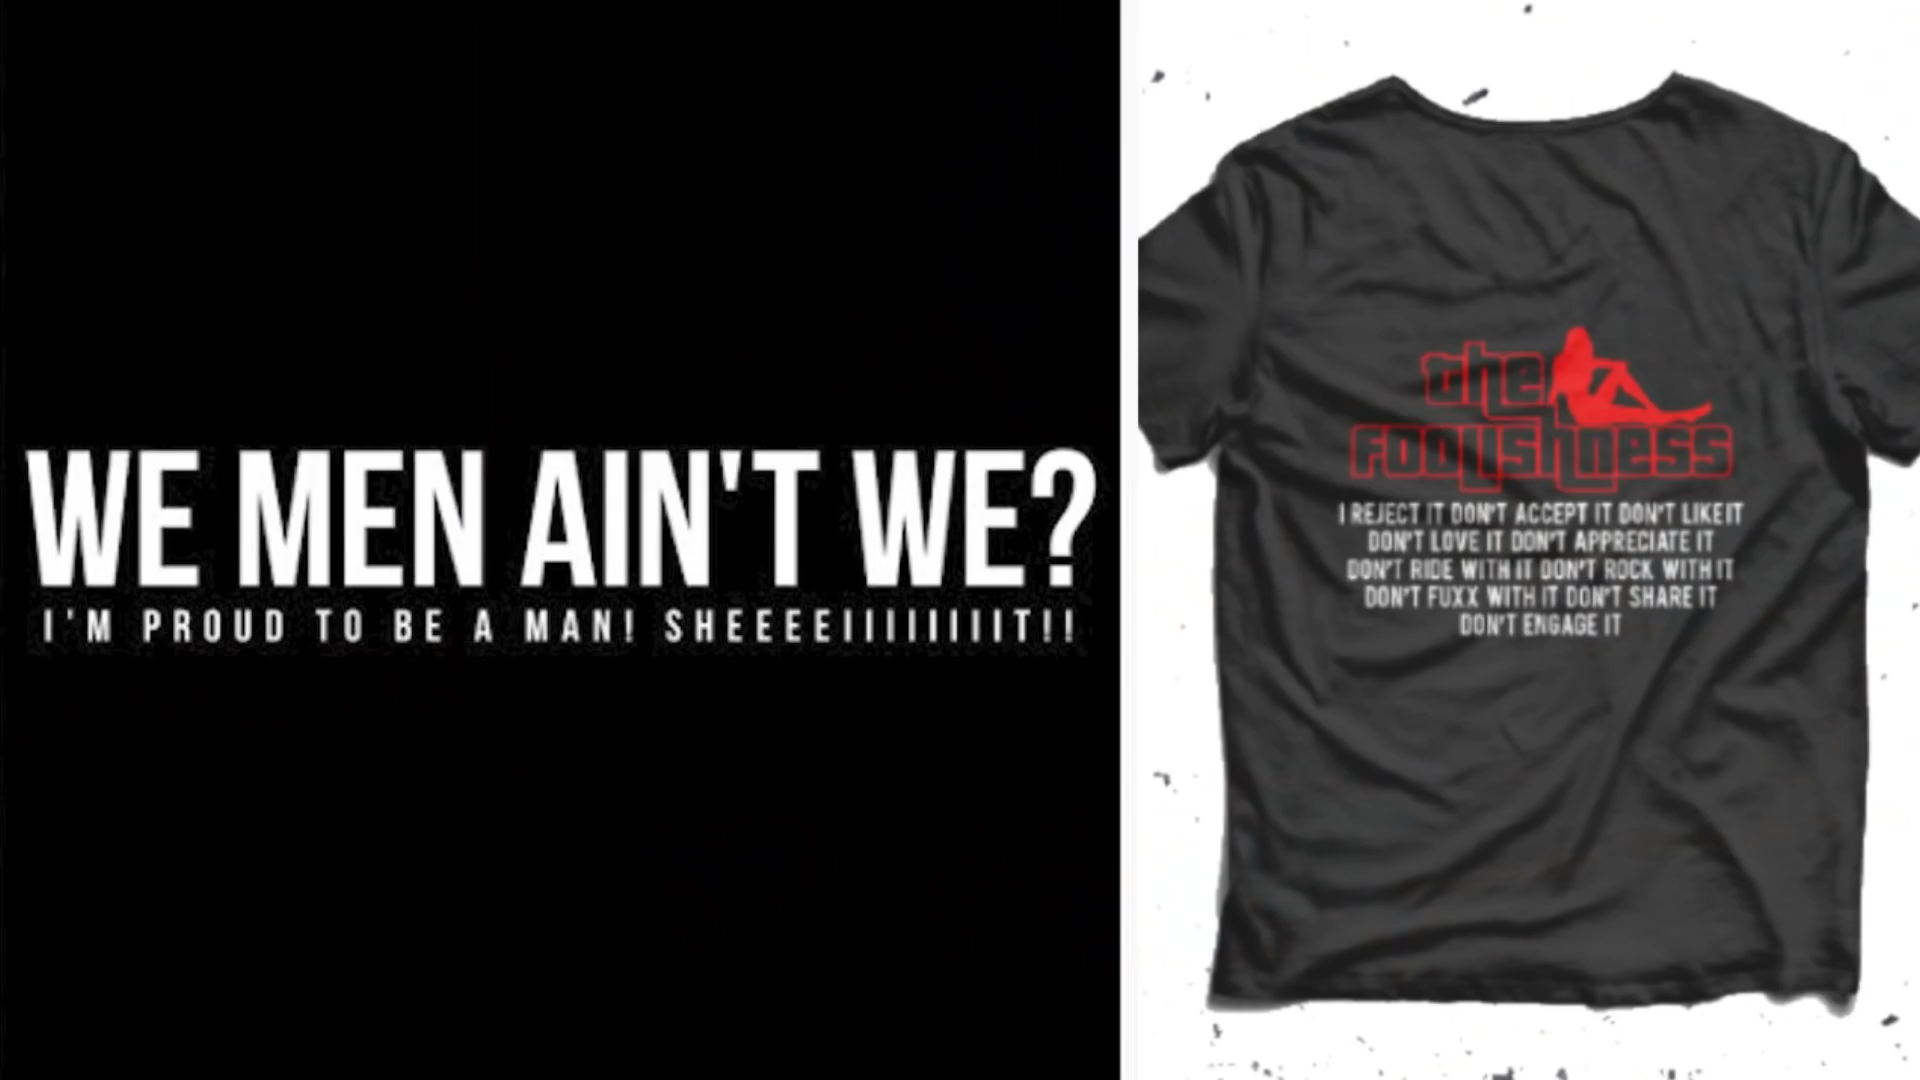 WE MEN AIN'T WE?
I'M PROUD TO BE A MAN! SHEEEEIIIIIIIIIT!!
the
FOOlISHNESS
I REJECT IT DON'T ACCEPT IT DON'T LIKE IT
DON'T LOVE IT DON'T APPRECIATE IT
DON'T RIDE WITH IT DON'T ROCK WITH IT
DON'T FUXX WITH IT DON'T SHARE IT
DON'T ENGAGE IT